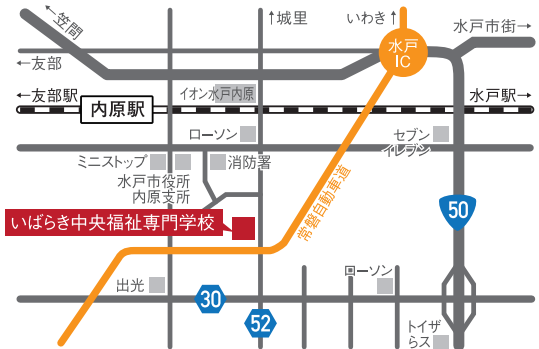 ←笠間
↑城里
いわき↑
水戸市街→
水戸
IC
←友部
←友部駅
内原駅
イオン水戸内原
水戸駅→
ローソン
セブン
イレブン
ミニストップ
消防署
水戸市役所
内原支所
常磐自動車道
50
いばらき中央福祉専門学校
出光
30
52
ローソン
トイザ
らス